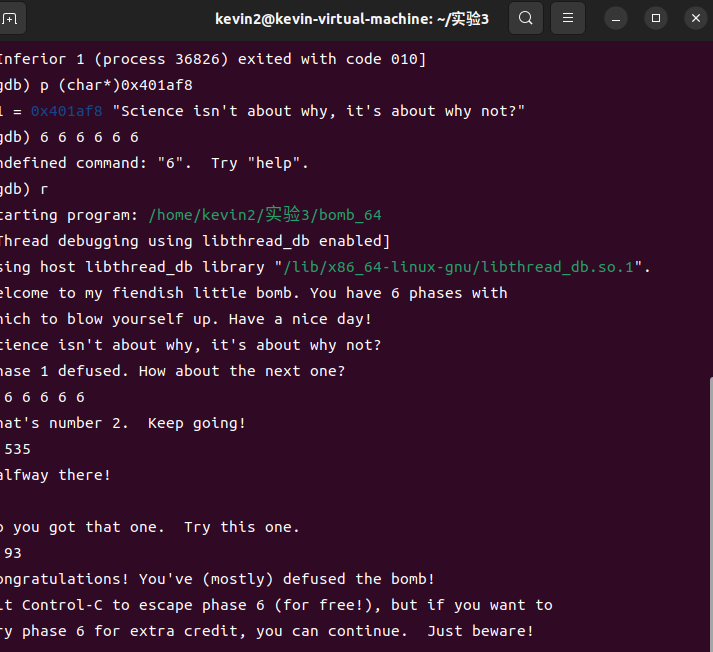 kevin2@kevin-virtual-machine: ~/实验3
Inferior 1 (process 36826) exited with code 010]
gdb) p (char*)0x401af8
1 = 0x401af8 "Science isn't about why, it's about why not?"
gdb) 6 6 6 6 6 6
ndefined command: "6".  Try "help".
gdb) r
tarting program: /home/kevin2/实验3/bomb_64
Thread debugging using libthread_db enabled]
sing host libthread_db library "/lib/x86_64-linux-gnu/libthread_db.so.1".
elcome to my fiendish little bomb. You have 6 phases with
hich to blow yourself up. Have a nice day!
cience isn't about why, it's about why not?
hase 1 defused. How about the next one?
6 6 6 6 6
hat's number 2.  Keep going!
535
alfway there!
o you got that one.  Try this one.
93
ongratulations! You've (mostly) defused the bomb!
it Control-C to escape phase 6 (for free!), but if you want to
ry phase 6 for extra credit, you can continue.  Just beware!